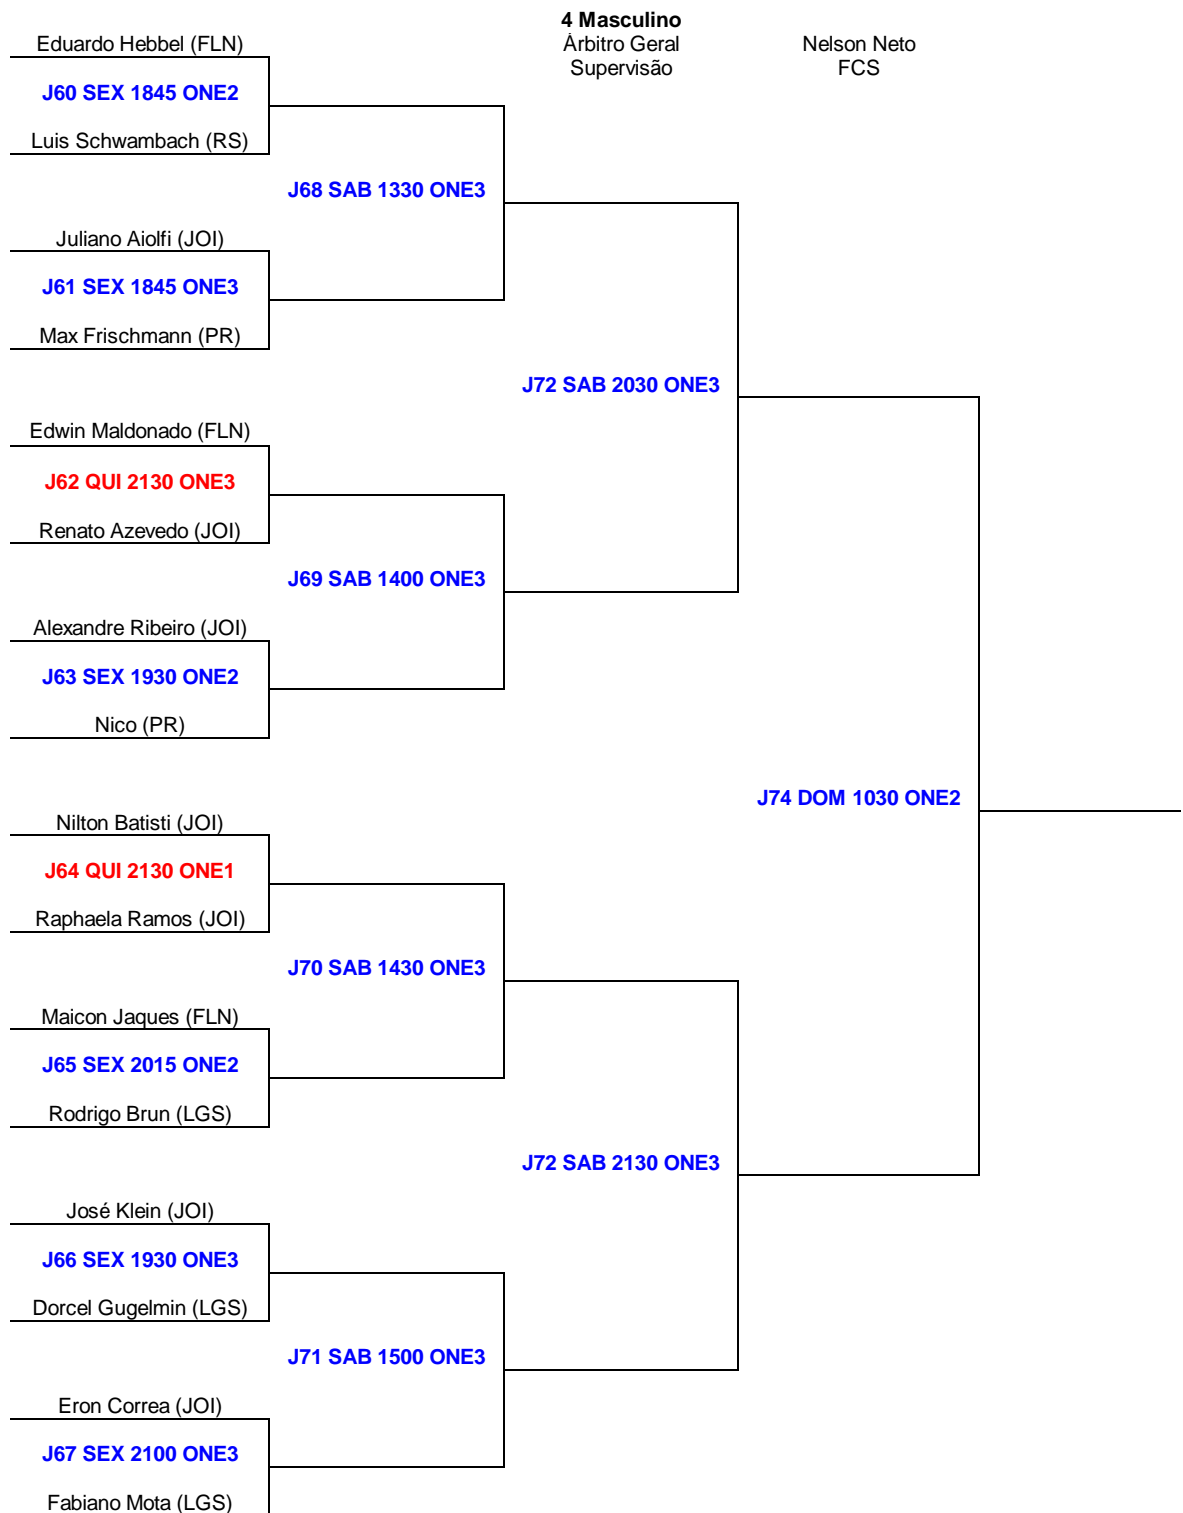 4 Masculino
Eduardo Hebbel (FLN)
Árbitro Geral
Nelson Neto
Supervisão
FCS
J60 SEX 1845 ONE2
Luis Schwambach (RS)
J68 SAB 1330 ONE3
Juliano Aiolfi (JOI)
J61 SEX 1845 ONE3
Max Frischmann (PR)
J72 SAB 2030 ONE3
Edwin Maldonado (FLN)
J62 QUI 2130 ONE3
Renato Azevedo (JOI)
J69 SAB 1400 ONE3
Alexandre Ribeiro (JOI)
J63 SEX 1930 ONE2
Nico (PR)
J74 DOM 1030 ONE2
Nilton Batisti (JOI)
J64 QUI 2130 ONE1
Raphaela Ramos (JOI)
J70 SAB 1430 ONE3
Maicon Jaques (FLN)
J65 SEX 2015 ONE2
Rodrigo Brun (LGS)
J72 SAB 2130 ONE3
José Klein (JOI)
J66 SEX 1930 ONE3
Dorcel Gugelmin (LGS)
J71 SAB 1500 ONE3
Eron Correa (JOI)
J67 SEX 2100 ONE3
Fabiano Mota (LGS)